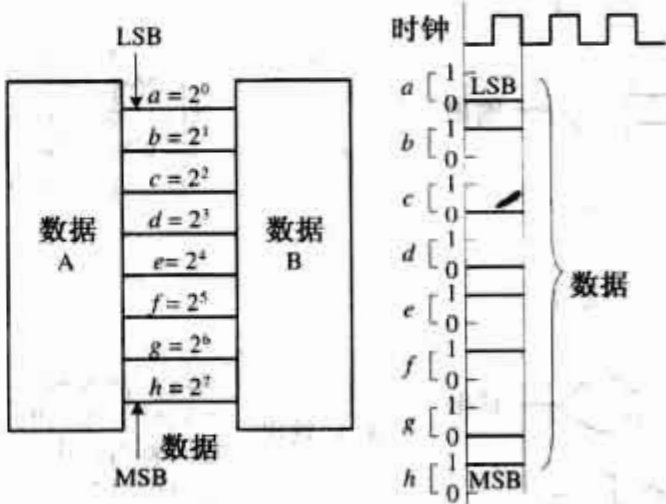 LSB
a = 2⁰
b = 2¹
c = 2²
d = 2³
e= 2⁴
f = 2⁵
g = 2⁶
h = 2⁷
数据
A
数据
B
数据
MSB
时钟
a [ 1 LSB
0
b [ 1
0
c [ 1
0
d [ 1
0
e [ 1
0
f [ 1
0
g [ 1
0
h [ 1
0 MSB
数据